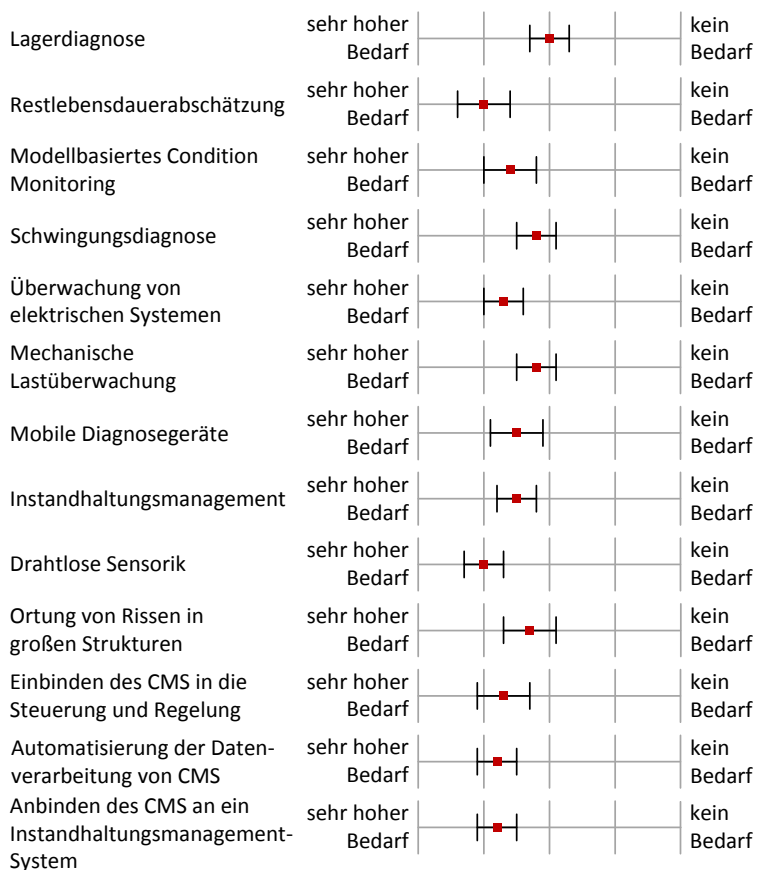 Lagerdiagnose
sehr hoher
Bedarf
kein
Bedarf
Restlebensdauerabschätzung
sehr hoher
Bedarf
kein
Bedarf
Modellbasiertes Condition
Monitoring
sehr hoher
Bedarf
kein
Bedarf
Schwingungsdiagnose
sehr hoher
Bedarf
kein
Bedarf
Überwachung von
elektrischen Systemen
sehr hoher
Bedarf
kein
Bedarf
Mechanische
Lastüberwachung
sehr hoher
Bedarf
kein
Bedarf
Mobile Diagnosegeräte
sehr hoher
Bedarf
kein
Bedarf
Instandhaltungsmanagement
sehr hoher
Bedarf
kein
Bedarf
Drahtlose Sensorik
sehr hoher
Bedarf
kein
Bedarf
Ortung von Rissen in
großen Strukturen
sehr hoher
Bedarf
kein
Bedarf
Einbinden des CMS in die
Steuerung und Regelung
sehr hoher
Bedarf
kein
Bedarf
Automatisierung der Daten-
verarbeitung von CMS
sehr hoher
Bedarf
kein
Bedarf
Anbinden des CMS an ein
Instandhaltungsmanagement-
System
sehr hoher
Bedarf
kein
Bedarf